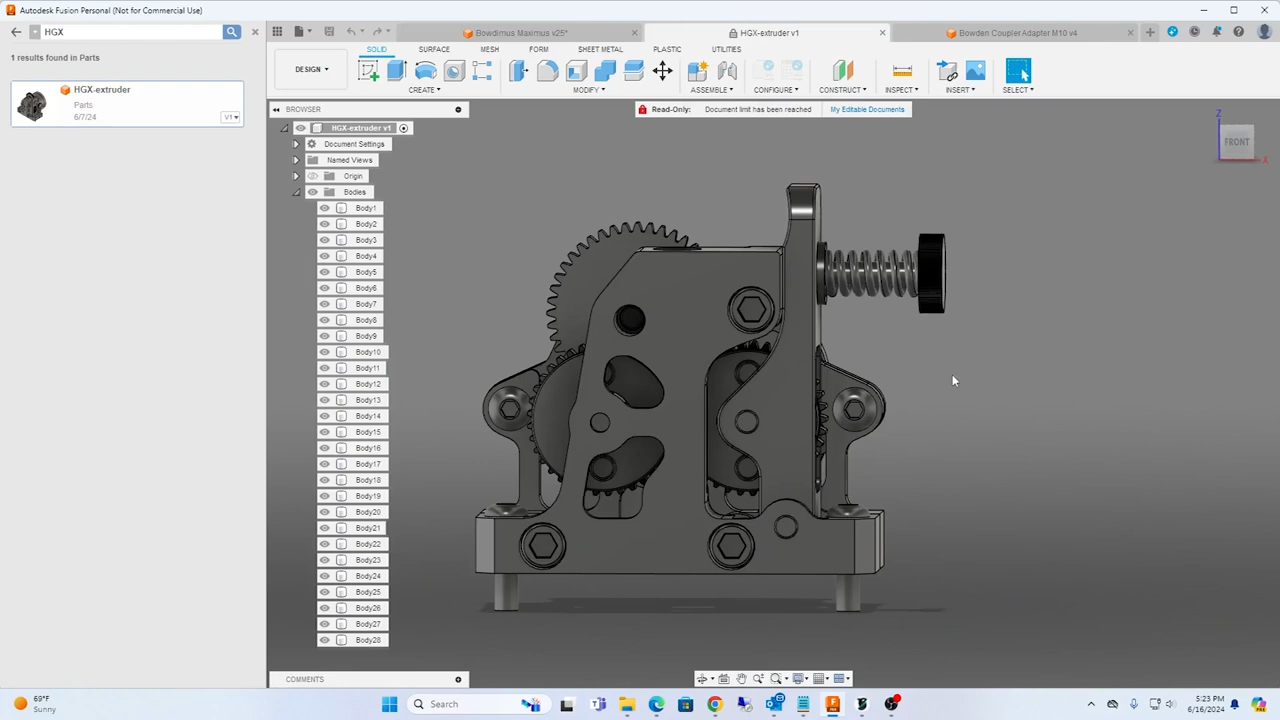 Autodesk Fusion Personal (Not for Commercial Use)
HGX
Bowdimus Maximus v25*
HGX-extruder v1
Bowden Coupler Adapter M10 v4
1 results found in Parts
HGX-extruder
Parts
6/7/24
V1
SOLID
SURFACE
MESH
FORM
SHEET METAL
PLASTIC
UTILITIES
DESIGN
CREATE
MODIFY
ASSEMBLE
CONFIGURE
CONSTRUCT
INSPECT
INSERT
SELECT
BROWSER
Read-Only: Document limit has been reached My Editable Documents
HGX-extruder v1
Document Settings
Named Views
Origin
Bodies
Body1
Body2
Body3
Body4
Body5
Body6
Body7
Body8
Body9
Body10
Body11
Body12
Body13
Body14
Body15
Body16
Body17
Body18
Body19
Body20
Body21
Body22
Body23
Body24
Body25
Body26
Body27
Body28
Z
FRONT
X
COMMENTS
69°F
Sunny
Search
5:23 PM
6/16/2024